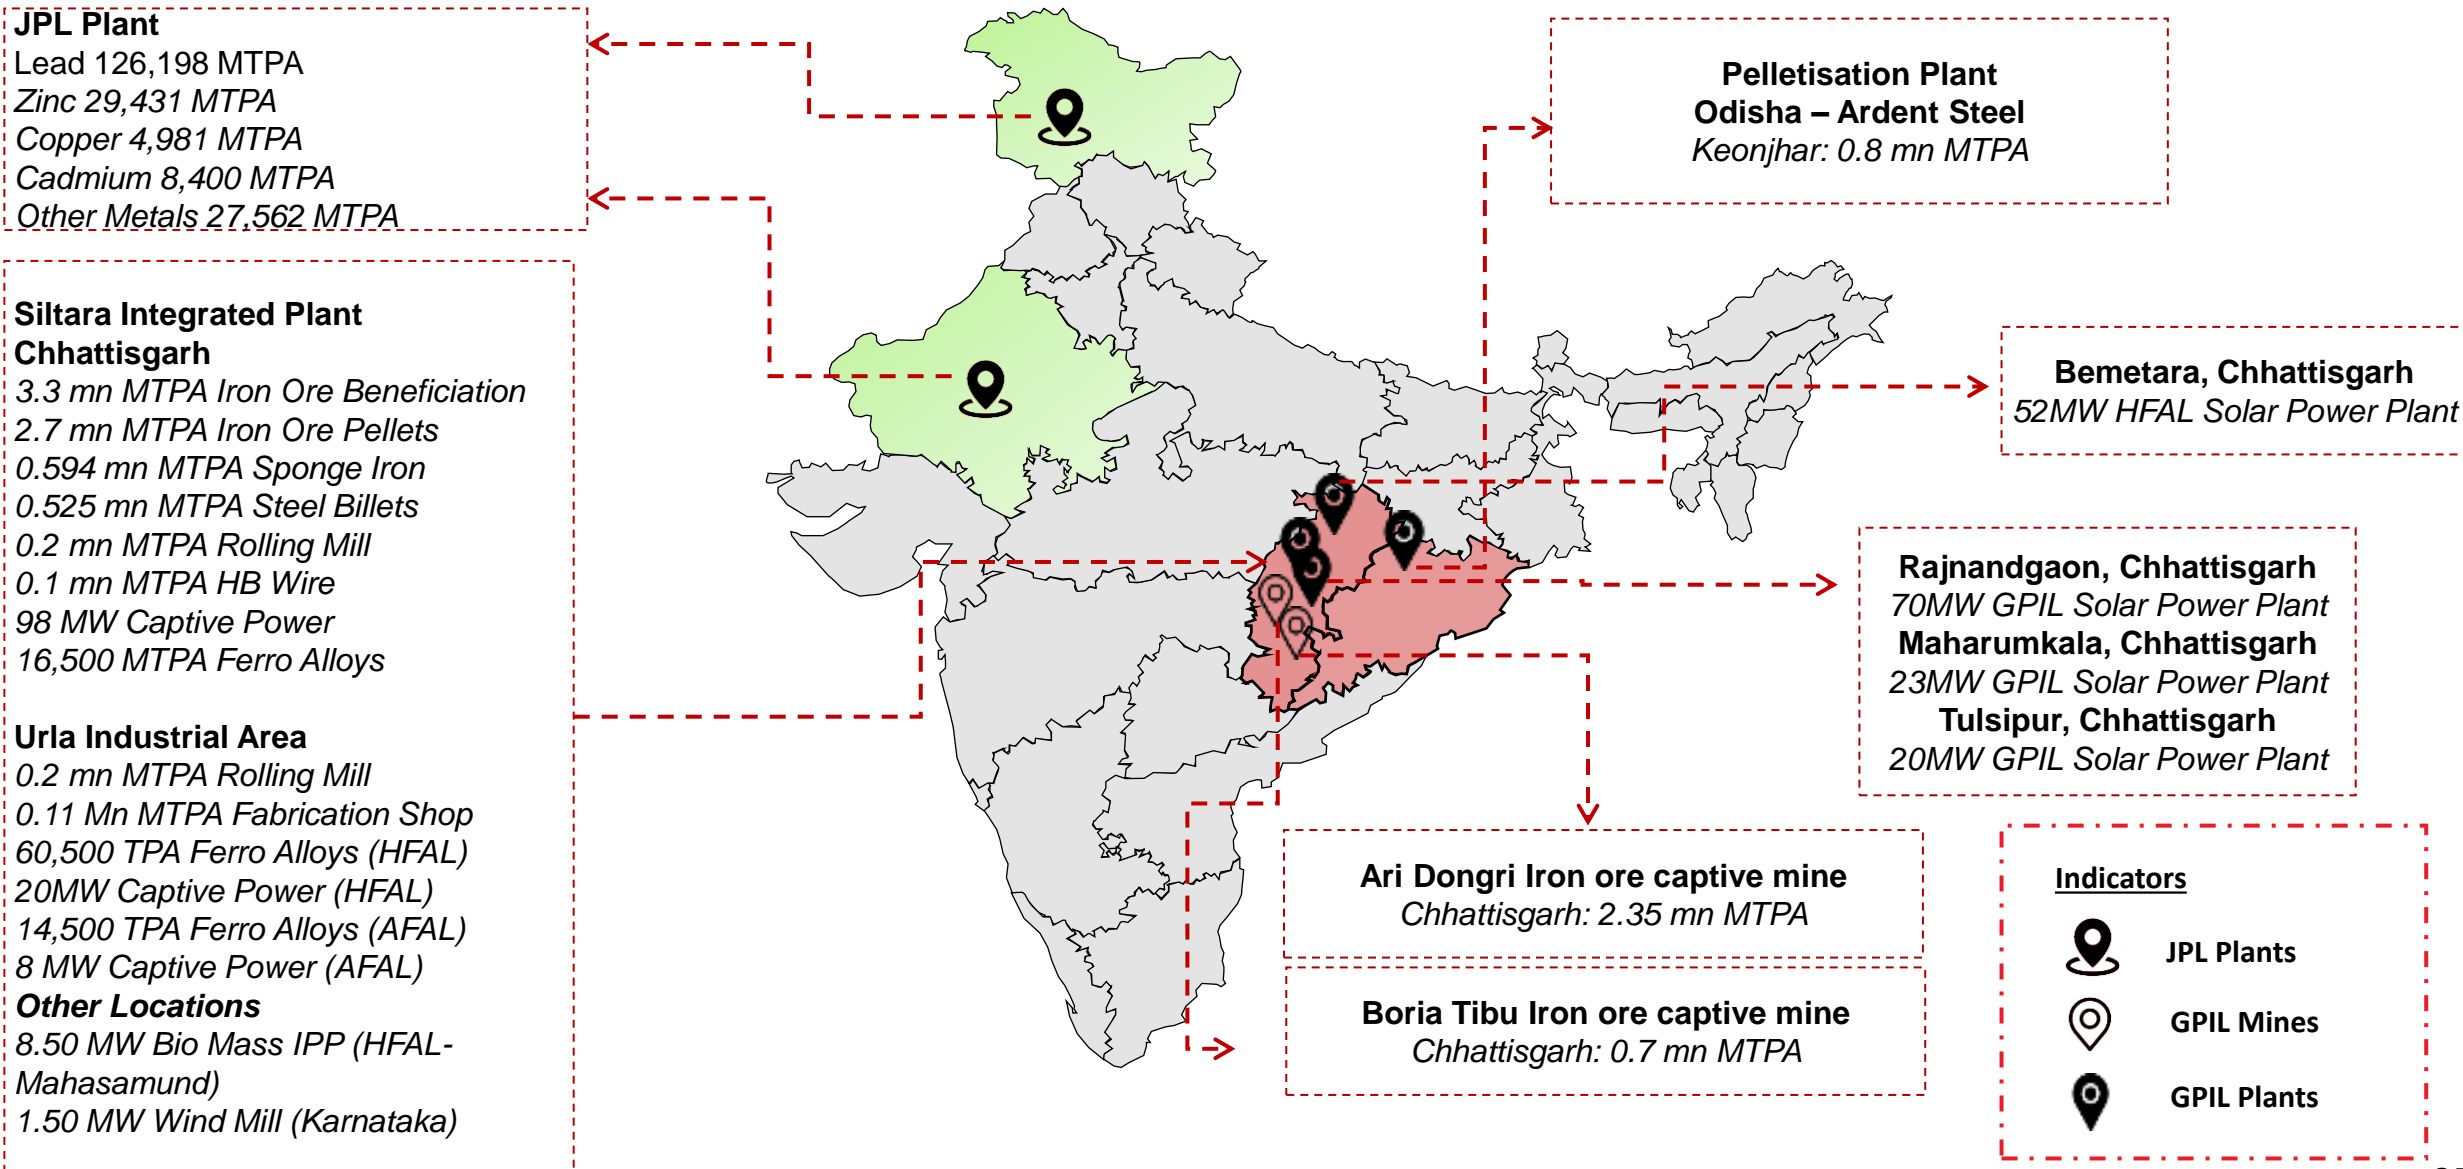 JPL Plant
Lead 126,198 MTPA
Zinc 29,431 MTPA
Copper 4,981 MTPA
Cadmium 8,400 MTPA
Other Metals 27,562 MTPA
Siltara Integrated Plant
Chhattisgarh
3.3 mn MTPA Iron Ore Beneficiation
2.7 mn MTPA Iron Ore Pellets
0.594 mn MTPA Sponge Iron
0.525 mn MTPA Steel Billets
0.2 mn MTPA Rolling Mill
0.1 mn MTPA HB Wire
98 MW Captive Power
16,500 MTPA Ferro Alloys
Urla Industrial Area
0.2 mn MTPA Rolling Mill
0.11 Mn MTPA Fabrication Shop
60,500 TPA Ferro Alloys (HFAL)
20MW Captive Power (HFAL)
14,500 TPA Ferro Alloys (AFAL)
8 MW Captive Power (AFAL)
Other Locations
8.50 MW Bio Mass IPP (HFAL-
Mahasamund)
1.50 MW Wind Mill (Karnataka)
Pelletisation Plant
Odisha – Ardent Steel
Keonjhar: 0.8 mn MTPA
Bemetara, Chhattisgarh
52MW HFAL Solar Power Plant
Rajnandgaon, Chhattisgarh
70MW GPIL Solar Power Plant
Maharumkala, Chhattisgarh
23MW GPIL Solar Power Plant
Tulsipur, Chhattisgarh
20MW GPIL Solar Power Plant
Ari Dongri Iron ore captive mine
Chhattisgarh: 2.35 mn MTPA
Boria Tibu Iron ore captive mine
Chhattisgarh: 0.7 mn MTPA
Indicators
JPL Plants
GPIL Mines
GPIL Plants